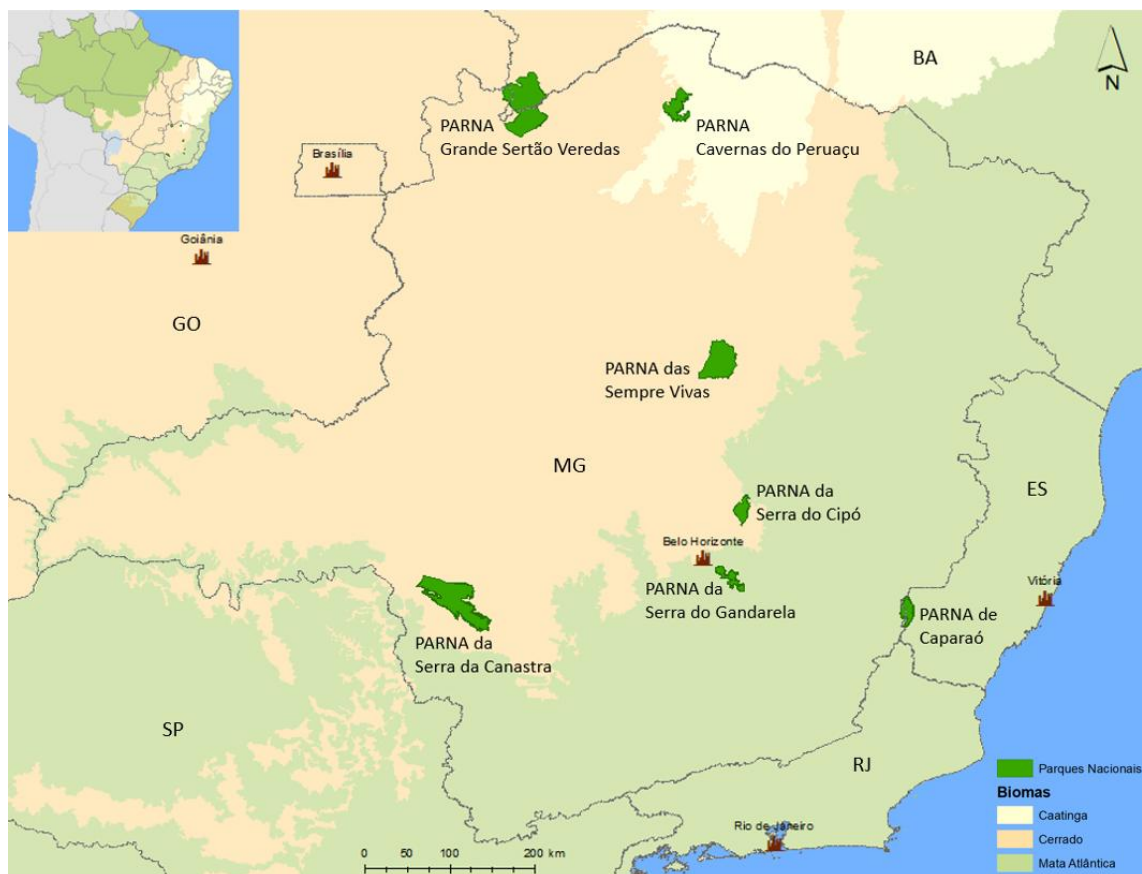 BA
N
PARNA
Grande Sertão Veredas
PARNA
Cavernas do Peruaçu
Brasília
Goiânia
GO
PARNA das
Sempre Vivas
MG
PARNA da
Serra do Cipó
ES
Belo Horizonte
PARNA da
Serra do Gandarela
Vitória
PARNA de
Caparaó
PARNA da
Serra da Canastra
SP
RJ
Parques Nacionais
Biomas
Caatinga
Cerrado
Mata Atlântica
Rio de Janeiro
0 50 100 200 km